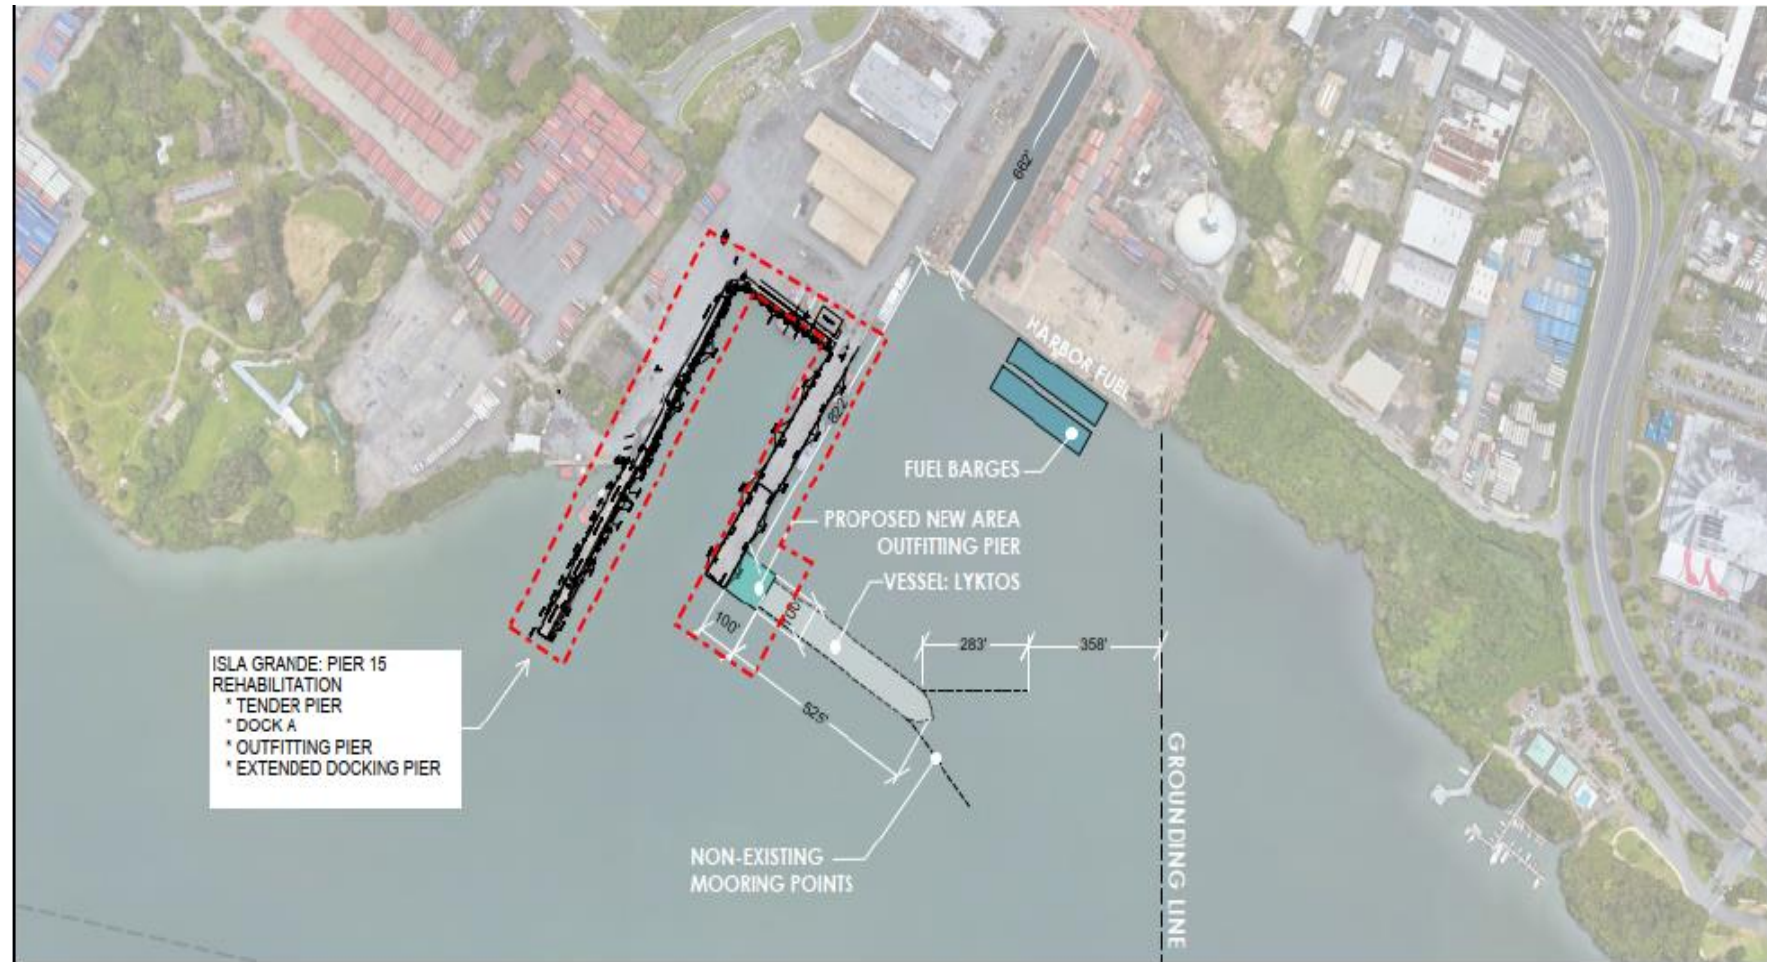 662'
HARBOR FUEL
822'
FUEL BARGES
PROPOSED NEW AREA
OUTFITTING PIER
VESSEL: LYKTOS
100'
100'
283'
358'
525'
ISLA GRANDE: PIER 15
REHABILITATION
* TENDER PIER
* DOCK A
* OUTFITTING PIER
* EXTENDED DOCKING PIER
NON-EXISTING
MOORING POINTS
GROUNDING LINE